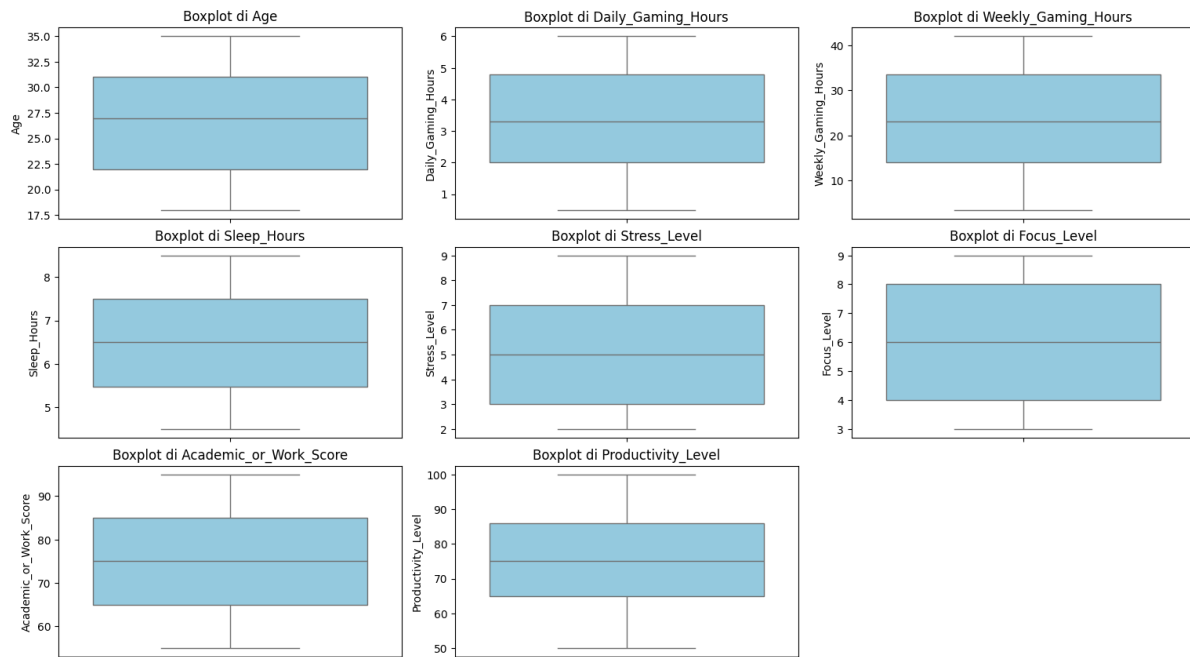 Boxplot di Age
Age
35.0
32.5
30.0
27.5
25.0
22.5
20.0
17.5
Boxplot di Daily_Gaming_Hours
Daily_Gaming_Hours
6
5
4
3
2
1
Boxplot di Weekly_Gaming_Hours
Weekly_Gaming_Hours
40
30
20
10
Boxplot di Sleep_Hours
Sleep_Hours
8
7
6
5
Boxplot di Stress_Level
Stress_Level
9
8
7
6
5
4
3
2
Boxplot di Focus_Level
Focus_Level
9
8
7
6
5
4
3
Boxplot di Academic_or_Work_Score
Academic_or_Work_Score
90
80
70
60
Boxplot di Productivity_Level
Productivity_Level
100
90
80
70
60
50